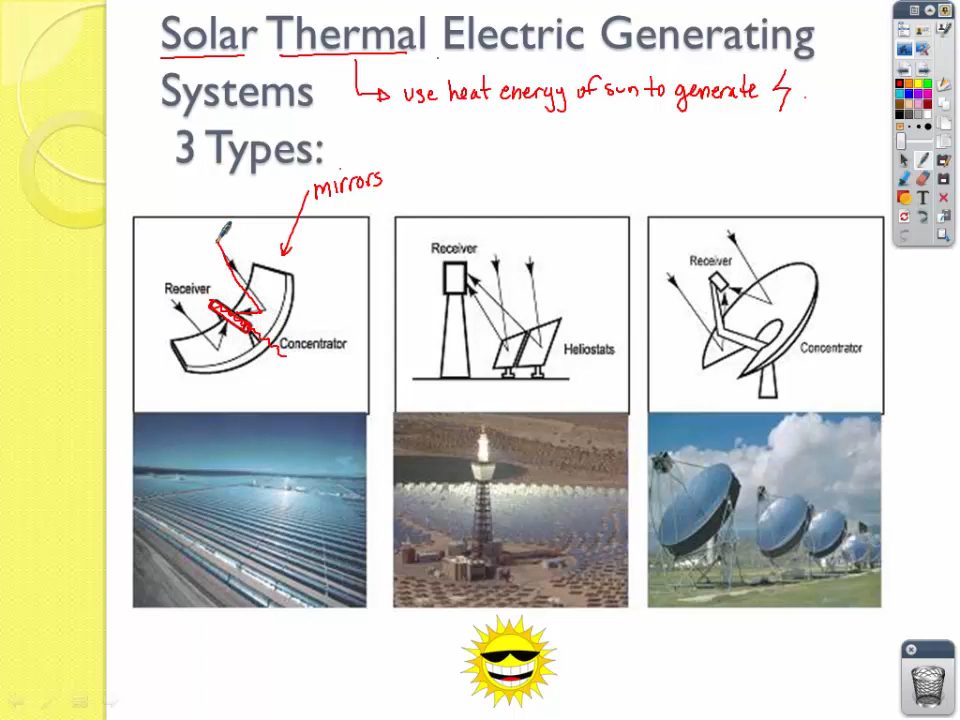 Solar Thermal Electric Generating
Systems
use heat energy of sun to generate
3 Types:
mirrors
Receiver
Concentrator
Receiver
Heliostats
Receiver
Concentrator
T